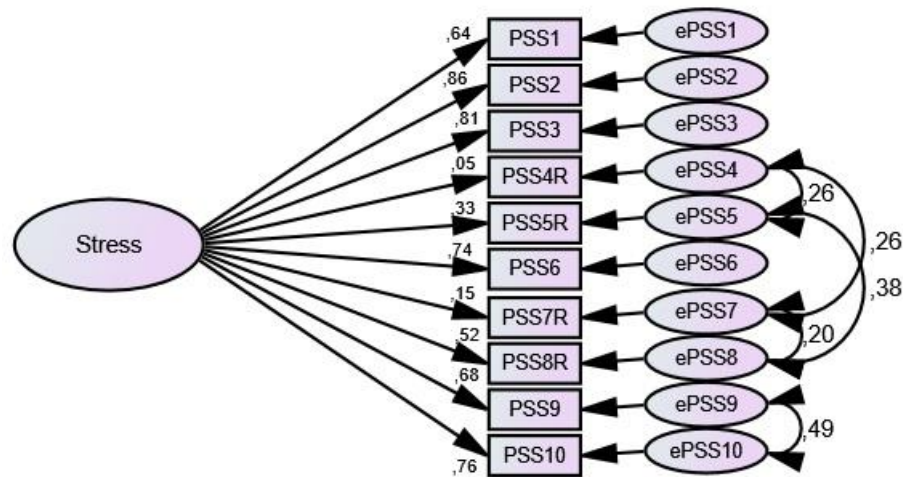 ,64 PSS1 ePSS1
,86 PSS2 ePSS2
,81 PSS3 ePSS3
,05 PSS4R ePSS4
,26
,33 PSS5R ePSS5
Stress
,74 PSS6 ePSS6
,26
,38
,15 PSS7R ePSS7
,20
,52 PSS8R ePSS8
,68 PSS9 ePSS9
,49
,76 PSS10 ePSS10